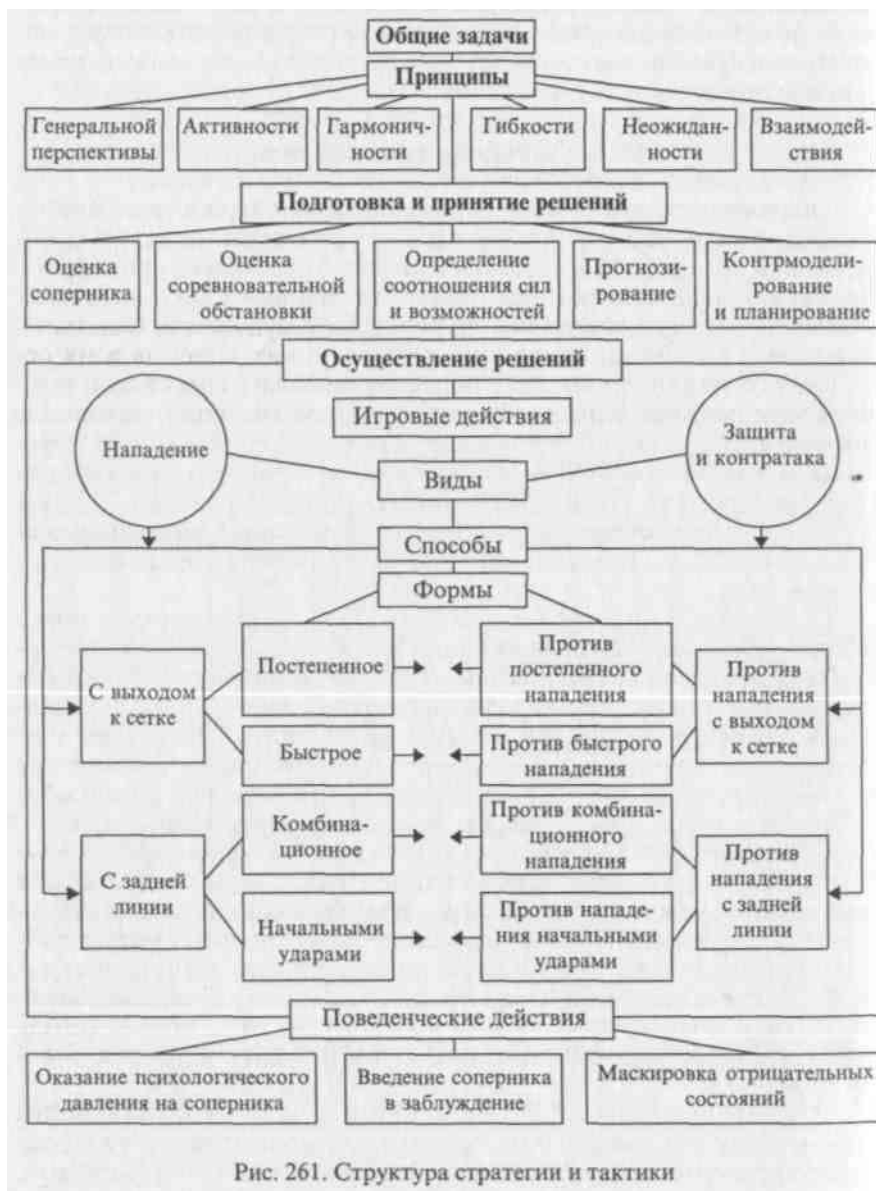 Общие задачи
Принципы
Генеральной
перспективы
Активности
Гармонич-
ности
Гибкости
Неожидан-
ности
Взаимодей-
ствия
Подготовка и принятие решений
Оценка
соперника
Оценка
соревновательной
обстановки
Определение
соотношения сил
и возможностей
Прогнози-
рование
Контрмодели-
рование
и планирование
Осуществление решений
Игровые действия
Нападение
Виды
Защита
и контратака
Способы
Формы
С выходом
к сетке
Постепенное
Против
постепенного
нападения
Против
нападения
с выходом
к сетке
Быстрое
Против быстрого
нападения
Комбина-
ционное
Против комбина-
ционного
нападения
С задней
линии
Против
нападения
с задней
линии
Начальными
ударами
Против нападе-
ния начальными
ударами
Поведенческие действия
Оказание психологического
давления на соперника
Введение соперника
в заблуждение
Маскировка отрицательных
состояний
Рис. 261. Структура стратегии и тактики